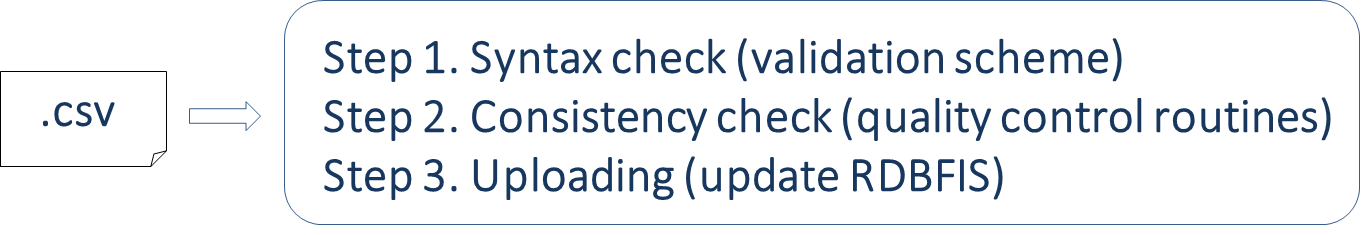 .csv
Step 1. Syntax check (validation scheme)
Step 2. Consistency check (quality control routines)
Step 3. Uploading (update RDBFIS)